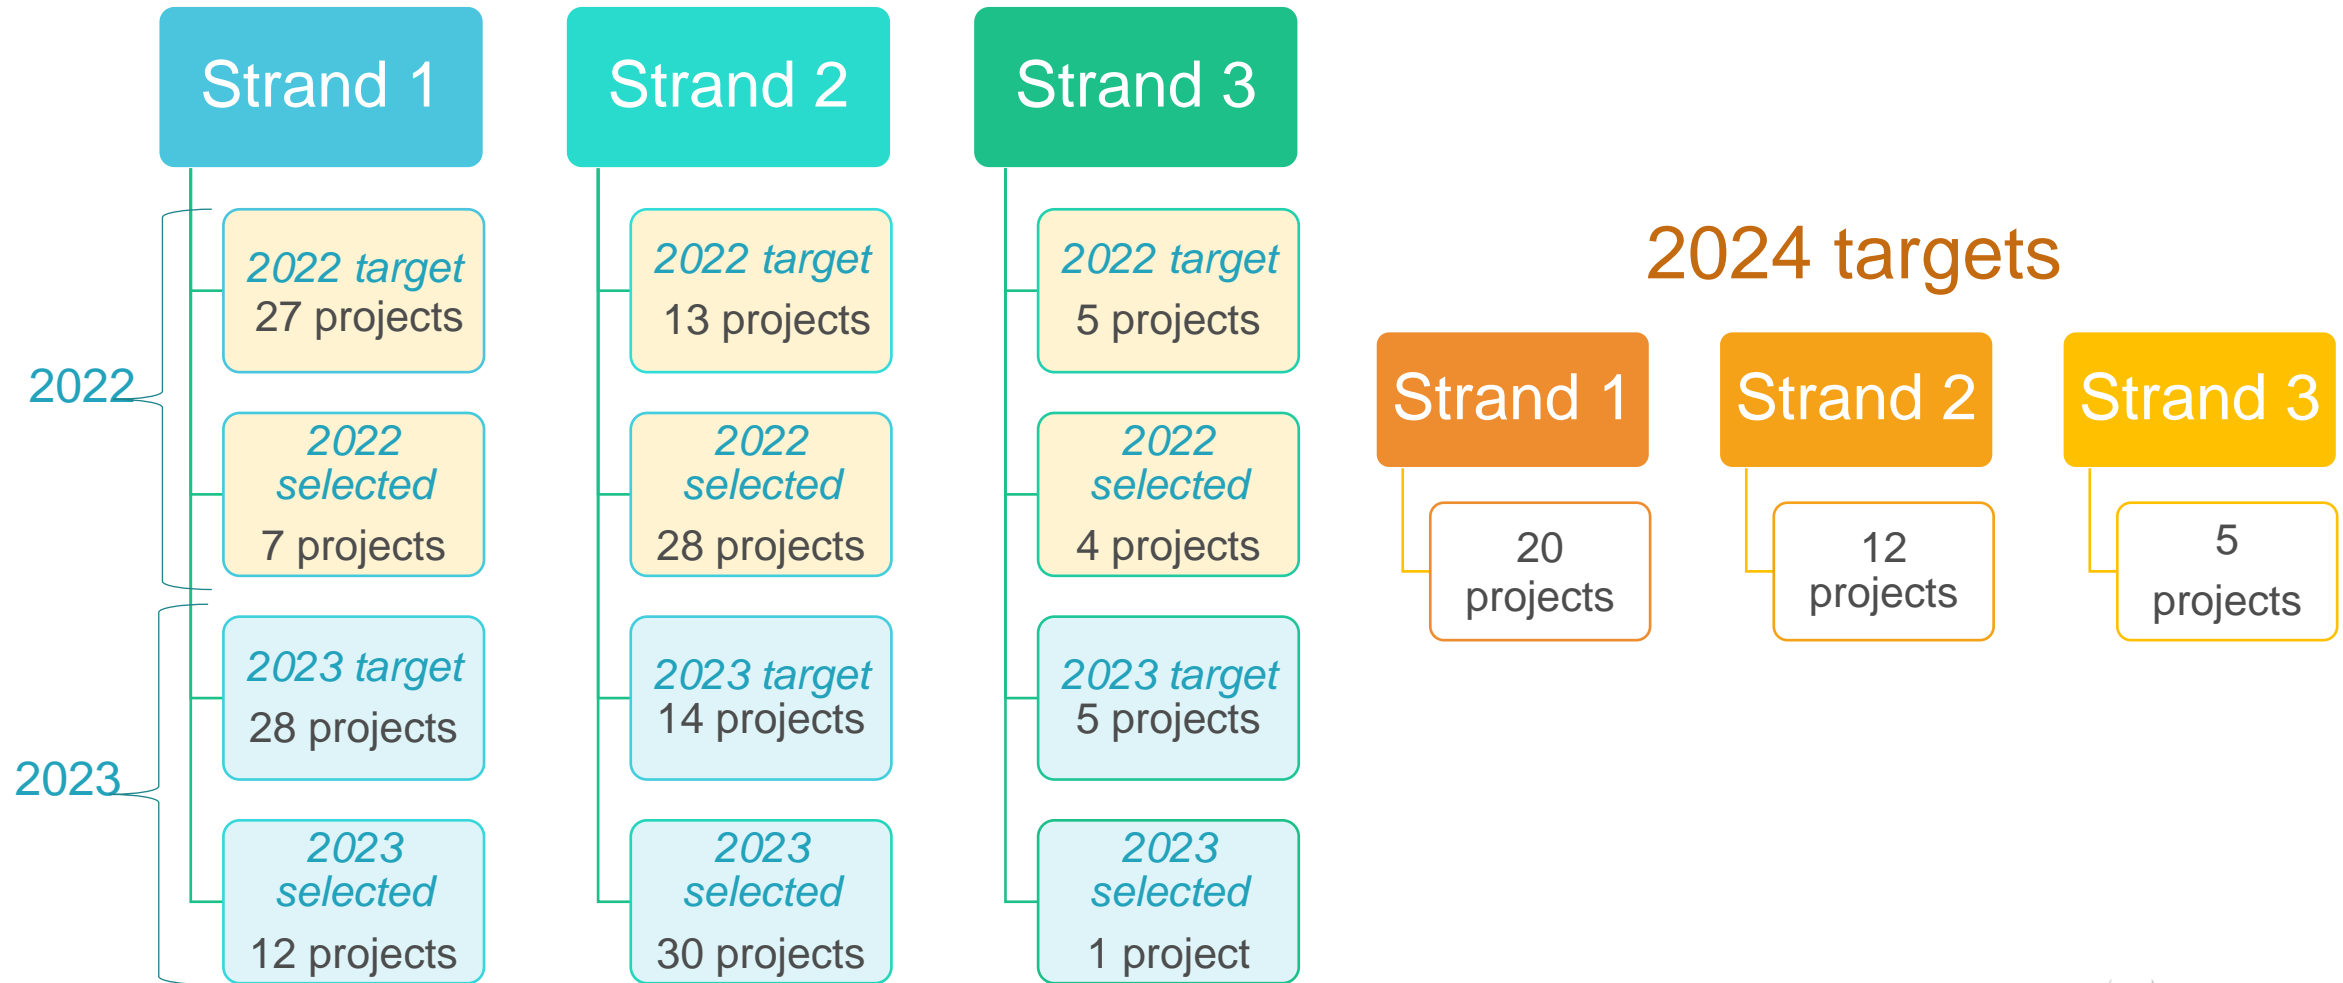 Strand 1
Strand 2
Strand 3
2022
2022 target
27 projects
2022 target
13 projects
2022 target
5 projects
2022
selected
7 projects
2022
selected
28 projects
2022
selected
4 projects
2023
2023 target
28 projects
2023 target
14 projects
2023 target
5 projects
2023
selected
12 projects
2023
selected
30 projects
2023
selected
1 project
2024 targets
Strand 1
Strand 2
Strand 3
20
projects
12
projects
5
projects